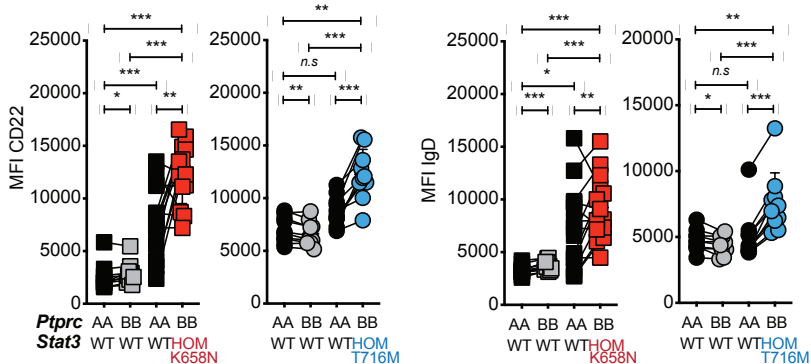 *** ** *** **
*** *** *** ***
*** n.s * n.s
* ** ** *** *** ** * ***
25000 25000 25000 20000
20000 20000 20000 15000
15000 15000 15000 10000
10000 10000 10000 5000
5000 5000 5000
0 0 0 0
MFI CD22
MFI IgD
Ptprc AA BB AA BB AA BB AA BB AA BB AA BB AA BB AA BB
Stat3 WT WT WT HOM WT WT WT HOM WT WT WT HOM WT WT WT HOM
K658N T716M K658N T716M